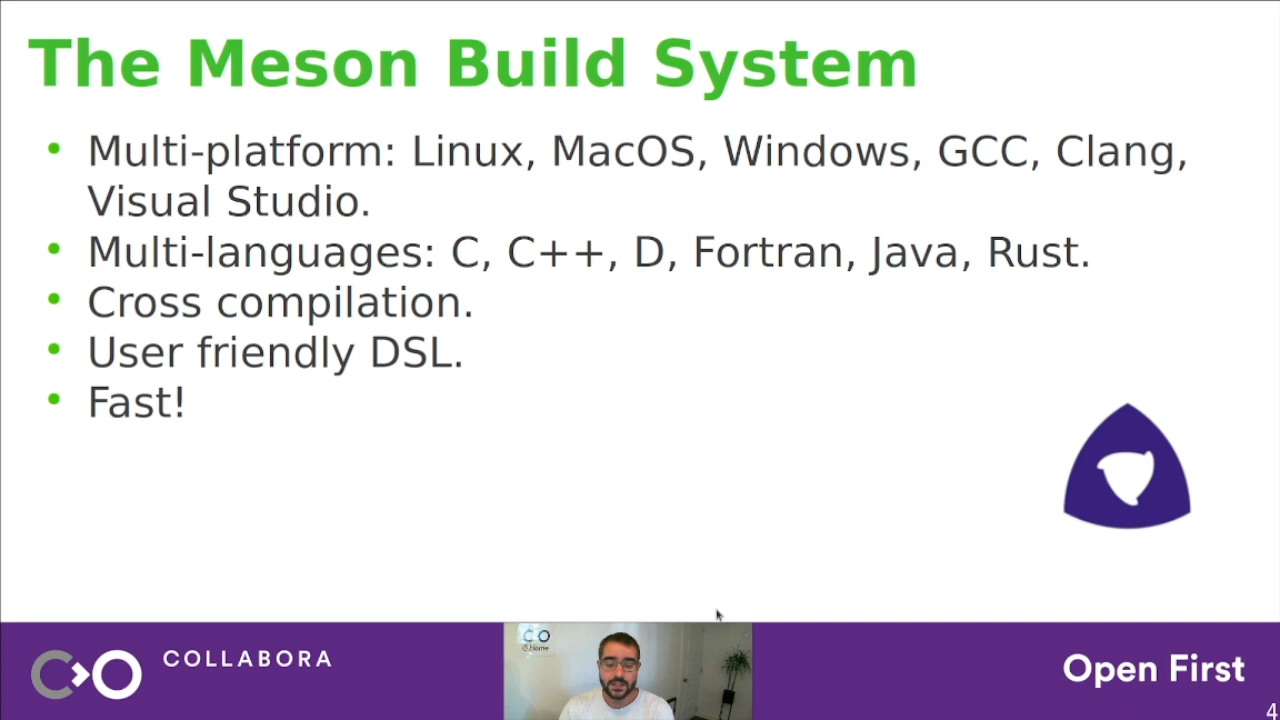 The Meson Build System
• Multi-platform: Linux, MacOS, Windows, GCC, Clang,
Visual Studio.
• Multi-languages: C, C++, D, Fortran, Java, Rust.
• Cross compilation.
• User friendly DSL.
• Fast!
COLLABORA
@Home
Open First
4